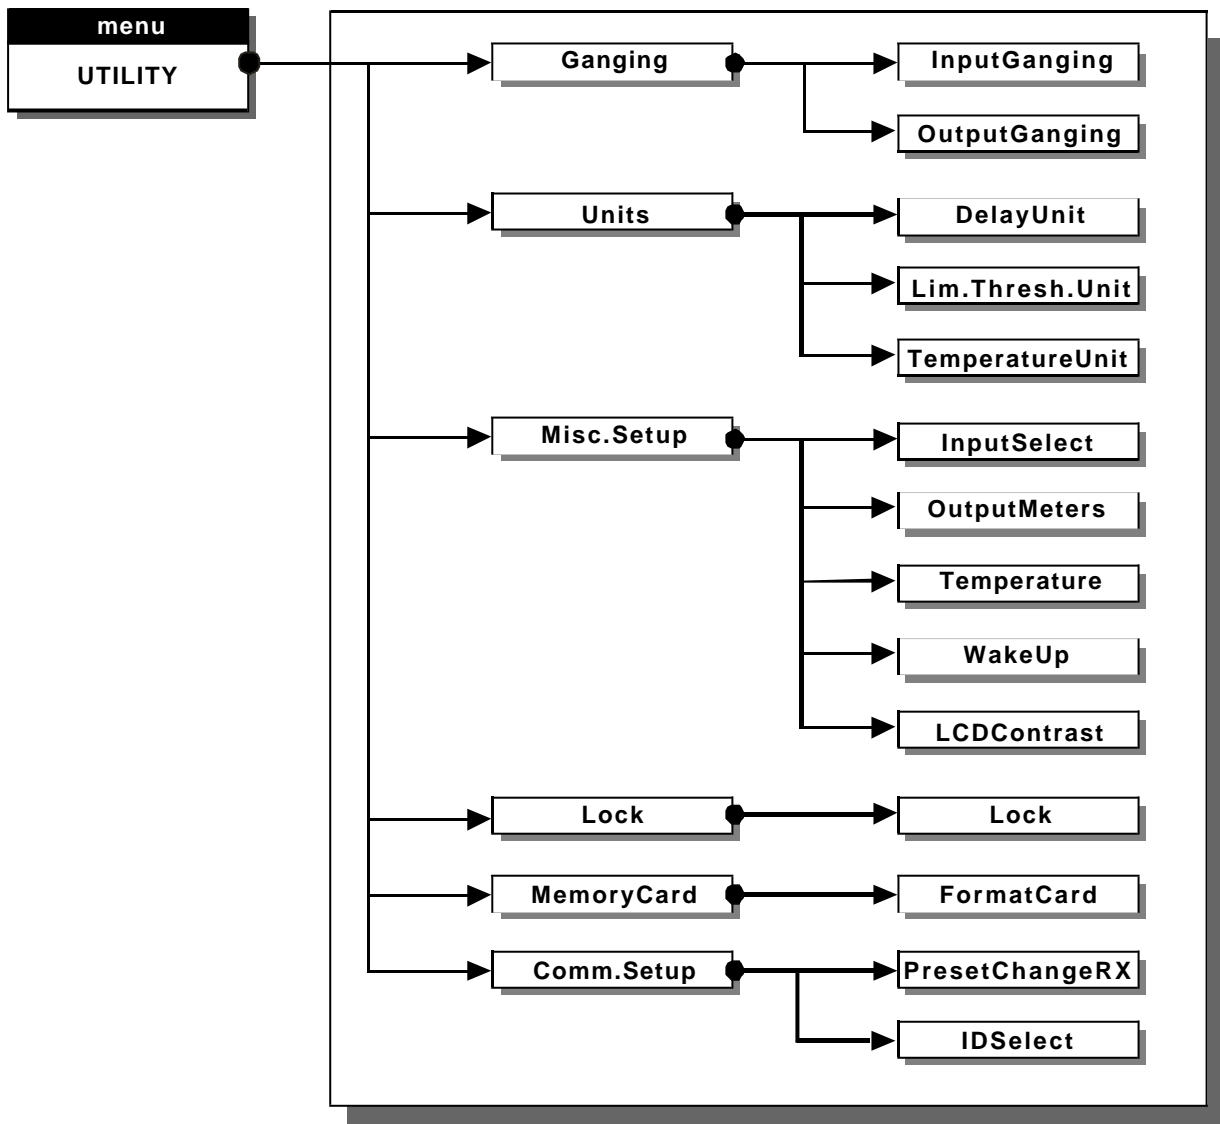 menu
UTILITY
Ganging
InputGanging
OutputGanging
Units
DelayUnit
Lim.Thresh.Unit
TemperatureUnit
Misc.Setup
InputSelect
OutputMeters
Temperature
WakeUp
LCDContrast
Lock
Lock
MemoryCard
FormatCard
Comm.Setup
PresetChangeRX
IDSelect